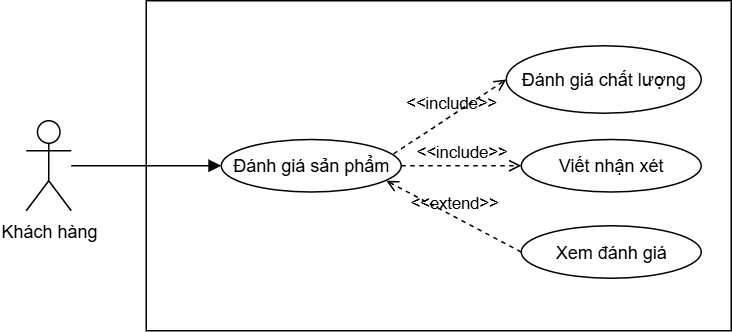 Đánh giá chất lượng
<<include>>
Đánh giá sản phẩm
<<include>>
Viết nhận xét
<<extend>>
Khách hàng
Xem đánh giá